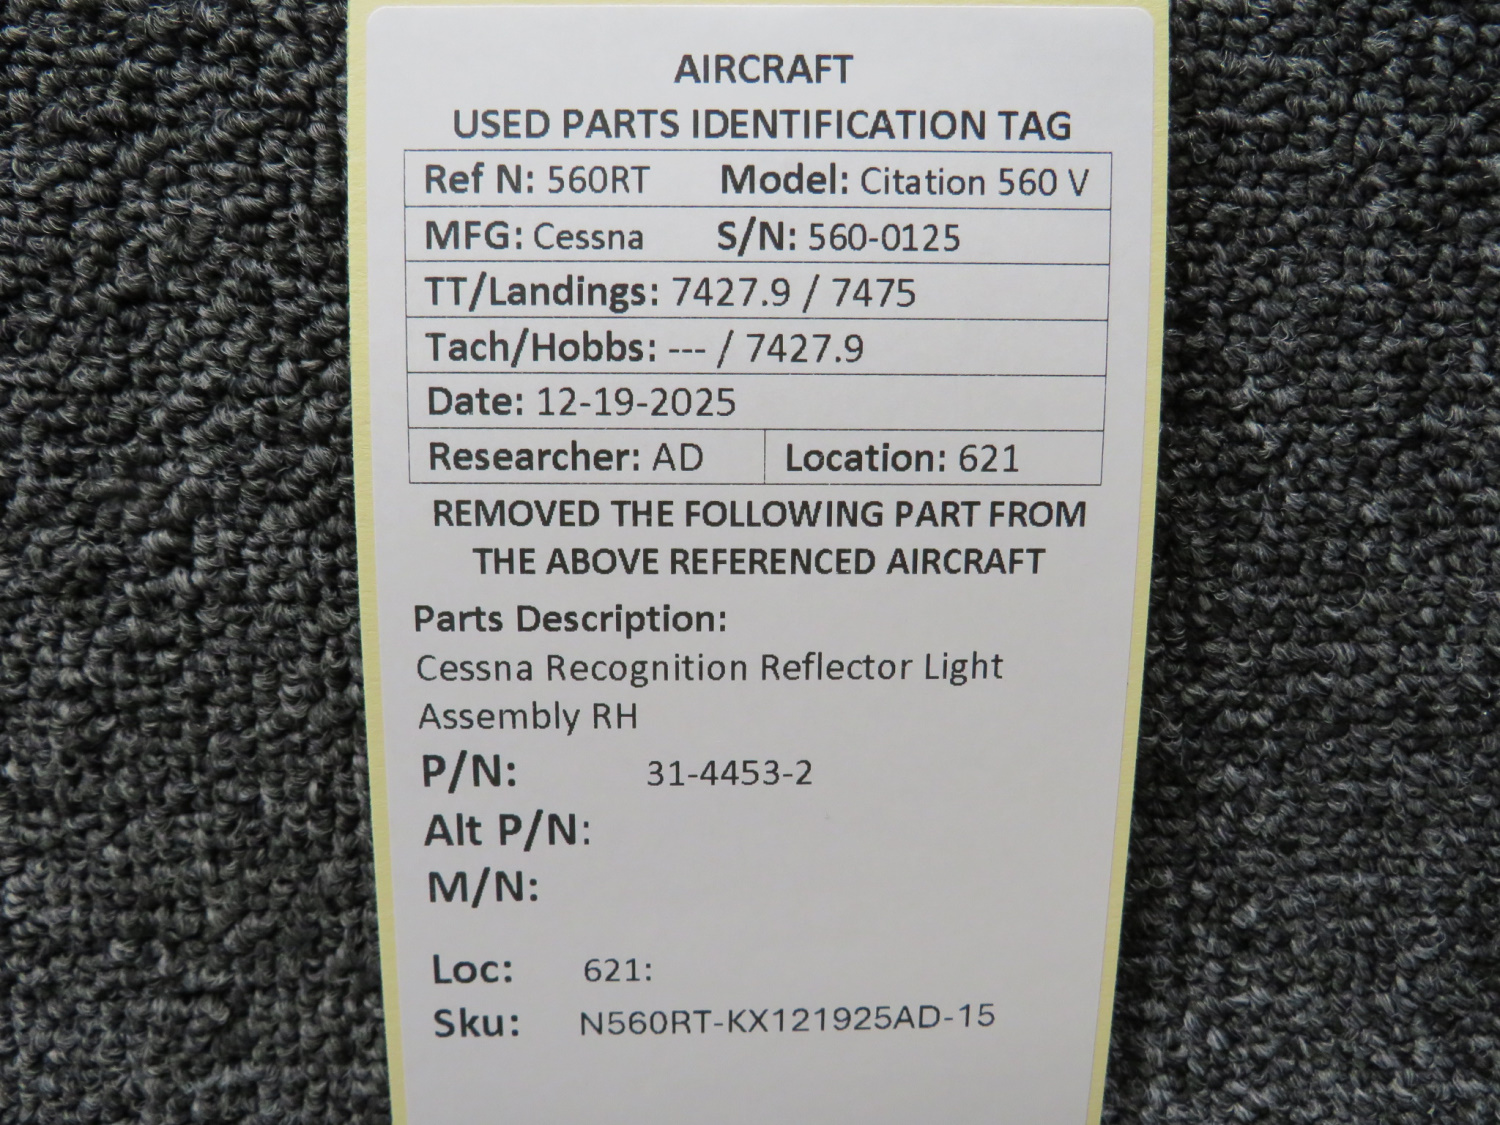 AIRCRAFT
USED PARTS IDENTIFICATION TAG
Ref N: 560RT Model: Citation 560 V
MFG: Cessna S/N: 560-0125
TT/Landings: 7427.9 / 7475
Tach/Hobbs: --- / 7427.9
Date: 12-19-2025
Researcher: AD Location: 621
REMOVED THE FOLLOWING PART FROM
THE ABOVE REFERENCED AIRCRAFT
Parts Description:
Cessna Recognition Reflector Light
Assembly RH
P/N: 31-4453-2
Alt P/N:
M/N:
Loc: 621:
Sku: N560RT-KX121925AD-15